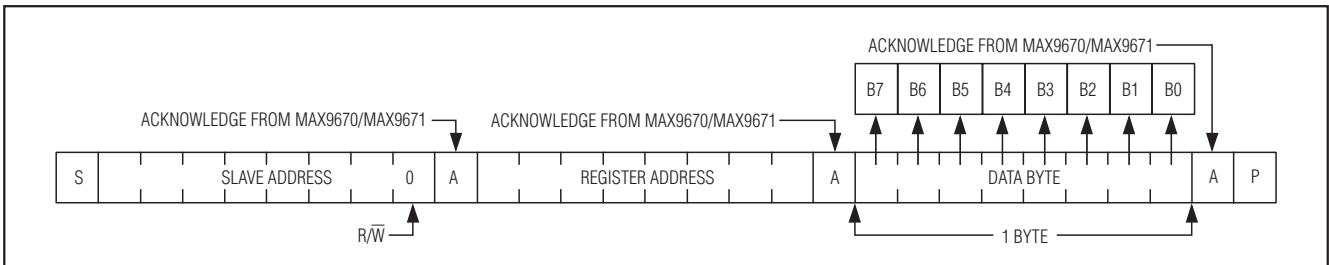 ACKNOWLEDGE FROM MAX9670/MAX9671
B7 B6 B5 B4 B3 B2 B1 B0
ACKNOWLEDGE FROM MAX9670/MAX9671 ACKNOWLEDGE FROM MAX9670/MAX9671
S SLAVE ADDRESS 0 A REGISTER ADDRESS A DATA BYTE A P
R/W̅ 1 BYTE